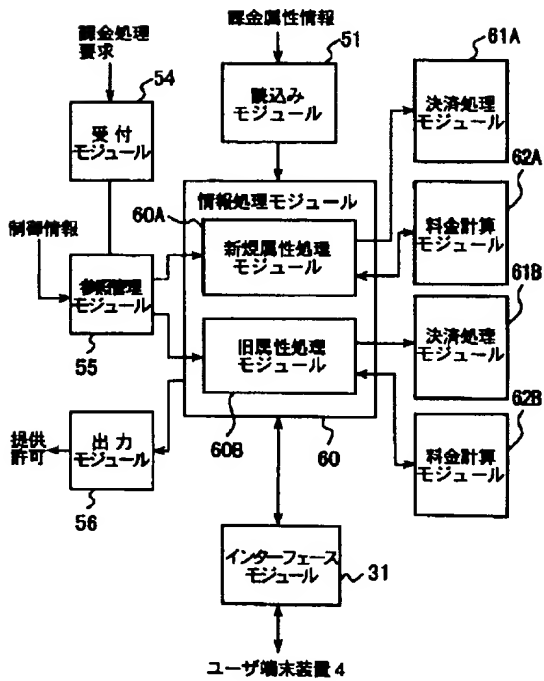 課金属性情報
課金処理
要求
54
受 付
モジュール
51
読込み
モジュール
61A
決済処理
モジュール
62A
料金計算
モジュール
情報処理モジュール
60A
新規属性処理
モジュール
制御情報
参照管理
モジュール
55
旧属性処理
モジュール
60B
60
61B
決済処理
モジュール
62B
料金計算
モジュール
提供
許可
出 力
モジュール
56
インターフェース
モジュール
31
ユーザ端末装置4